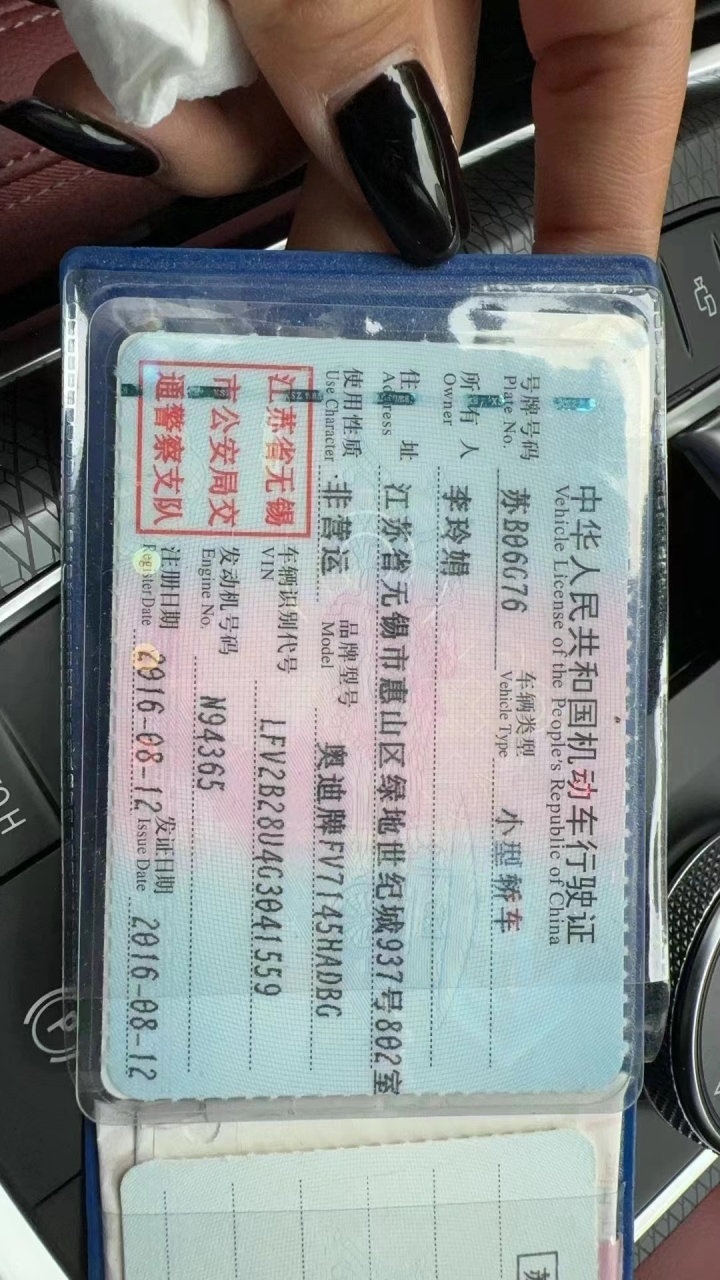 中华人民共和国机动车行驶证
Vehicle License of the People's Republic of China
号牌号码 苏B06G76 车辆类型 小型轿车
Plate No. Vehicle Type
所有人 李玲娟
Owner
住址 江苏省无锡市惠山区绿地世纪城937号802室
Address
使用性质 非营运 品牌型号 奥迪牌FV7145HADBG
Use Character Model
江苏省无锡
市公安局交
通警察支队
车辆识别代号 LFV2B28U4G3041559
VIN
发动机号码 N94365
Engine No.
注册日期 2016-08-12 发证日期 2016-08-12
Register Date Issue Date
P